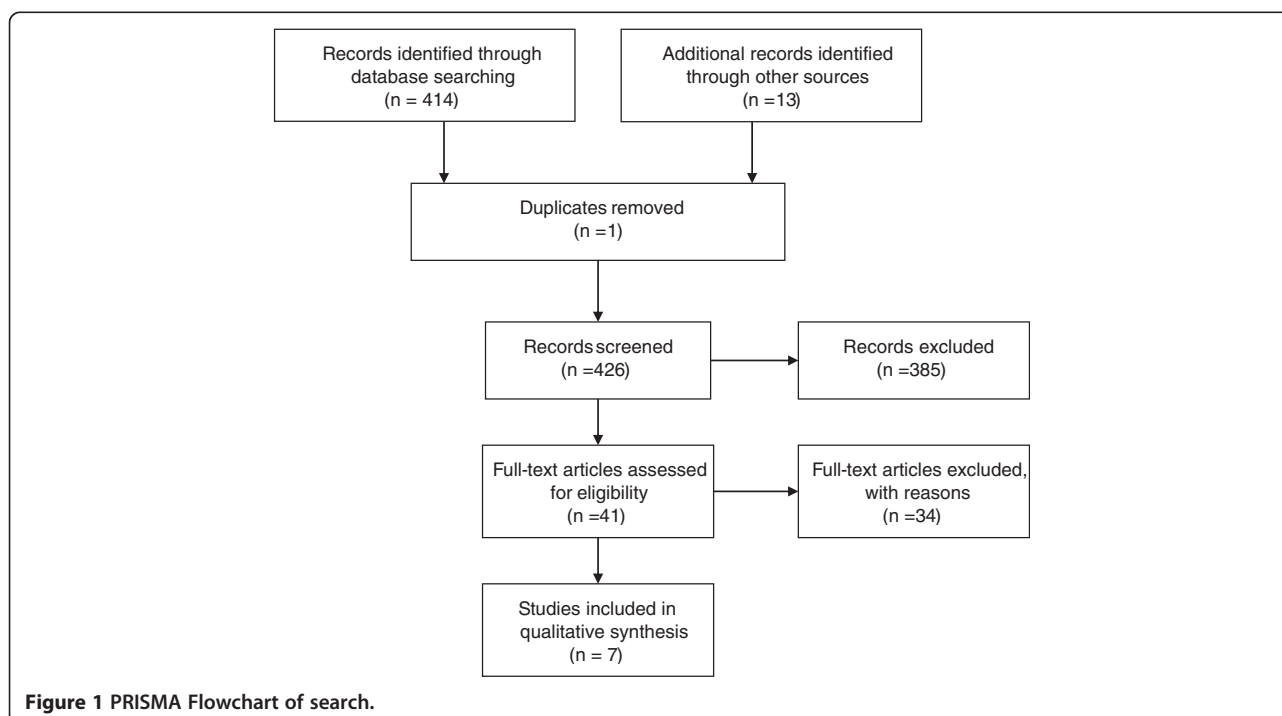 Records identified through
database searching
(n = 414)
Additional records identified
through other sources
(n =13)
Duplicates removed
(n =1)
Records screened
(n =426)
Records excluded
(n =385)
Full-text articles assessed
for eligibility
(n =41)
Full-text articles excluded,
with reasons
(n =34)
Studies included in
qualitative synthesis
(n = 7)
Figure 1 PRISMA Flowchart of search.